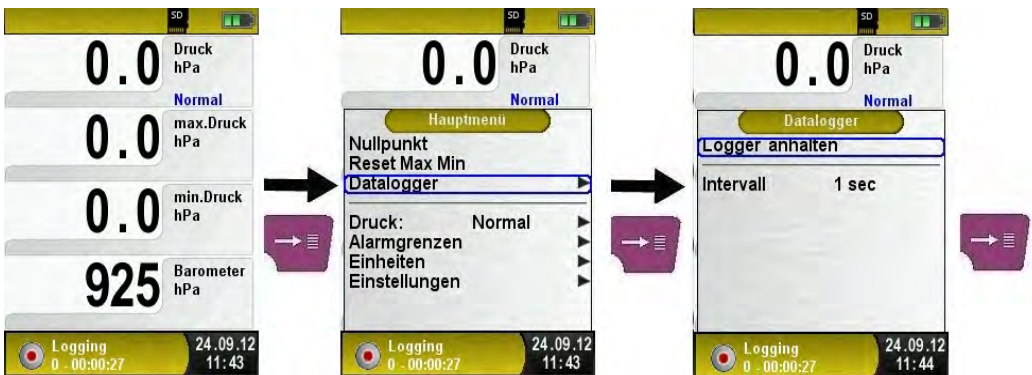 SD
0.0 Druck
hPa
Normal
0.0 max.Druck
hPa
0.0 min.Druck
hPa
925 Barometer
hPa
Logging 24.09.12
0 - 00:00:27 11:43
SD
0.0 Druck
hPa
Normal
Hauptmenü
Nullpunkt
Reset Max Min
Datalogger
Druck: Normal
Alarmgrenzen
Einheiten
Einstellungen
Logging 24.09.12
0 - 00:00:27 11:43
SD
0.0 Druck
hPa
Normal
Datalogger
Logger anhalten
Intervall 1 sec
Logging 24.09.12
0 - 00:00:27 11:44